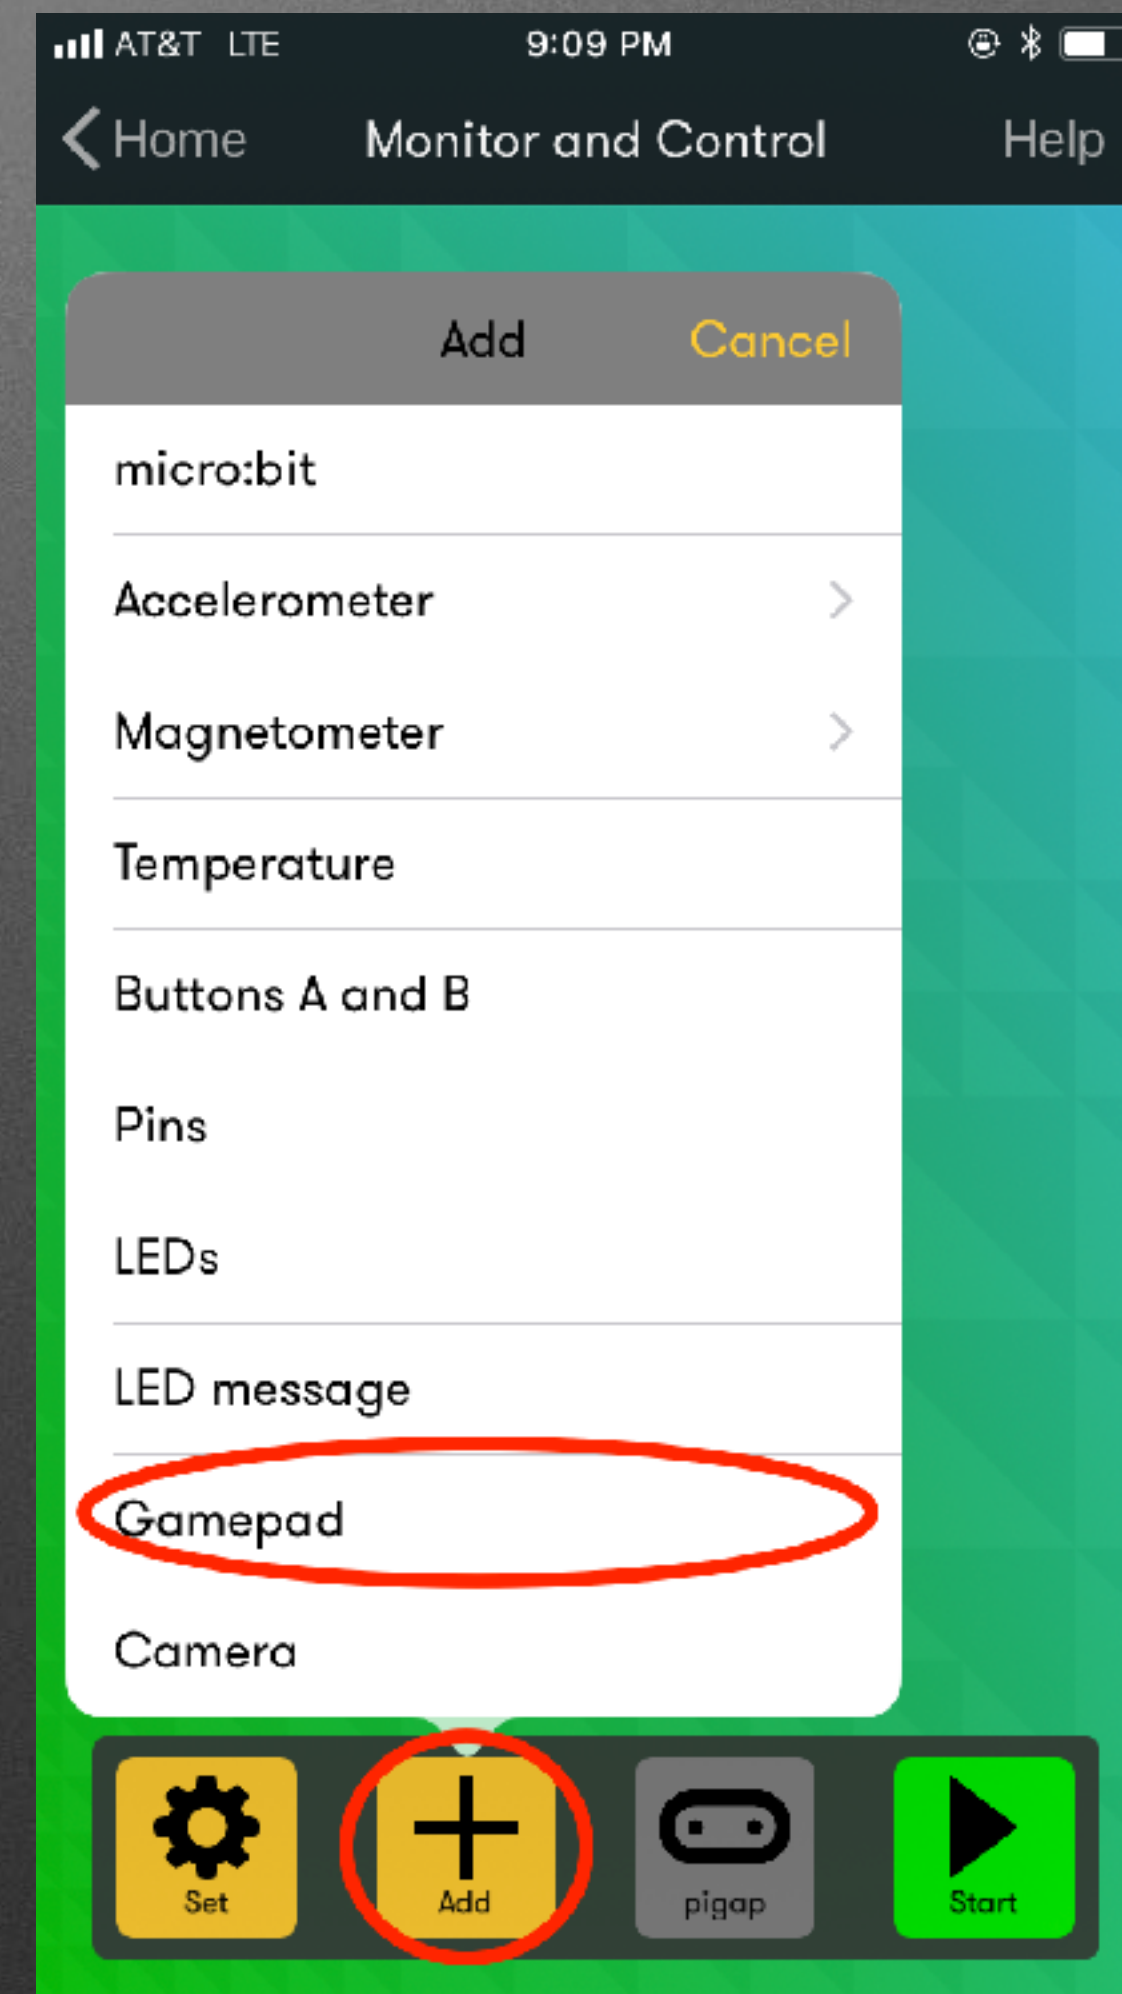 AT&T LTE 9:09 PM
Home Monitor and Control Help
Add Cancel
micro:bit
Accelerometer
Magnetometer
Temperature
Buttons A and B
Pins
LEDs
LED message
Gamepad
Camera
Set Add pigap Start